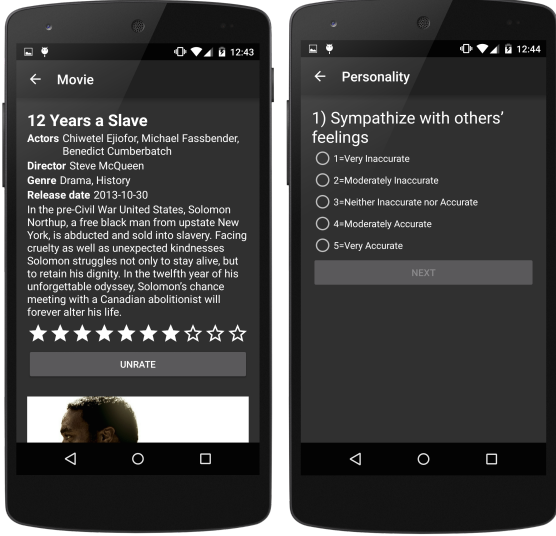 12:43
Movie
12 Years a Slave
Actors Chiwetel Ejiofor, Michael Fassbender,
Benedict Cumberbatch
Director Steve McQueen
Genre Drama, History
Release date 2013-10-30
In the pre-Civil War United States, Solomon
Northup, a free black man from upstate New
York, is abducted and sold into slavery. Facing
cruelty as well as unexpected kindnesses
Solomon struggles not only to stay alive, but
to retain his dignity. In the twelfth year of his
unforgettable odyssey, Solomon's chance
meeting with a Canadian abolitionist will
forever alter his life.
UNRATE
12:44
Personality
1) Sympathize with others'
feelings
1=Very Inaccurate
2=Moderately Inaccurate
3=Neither Inaccurate nor Accurate
4=Moderately Accurate
5=Very Accurate
NEXT